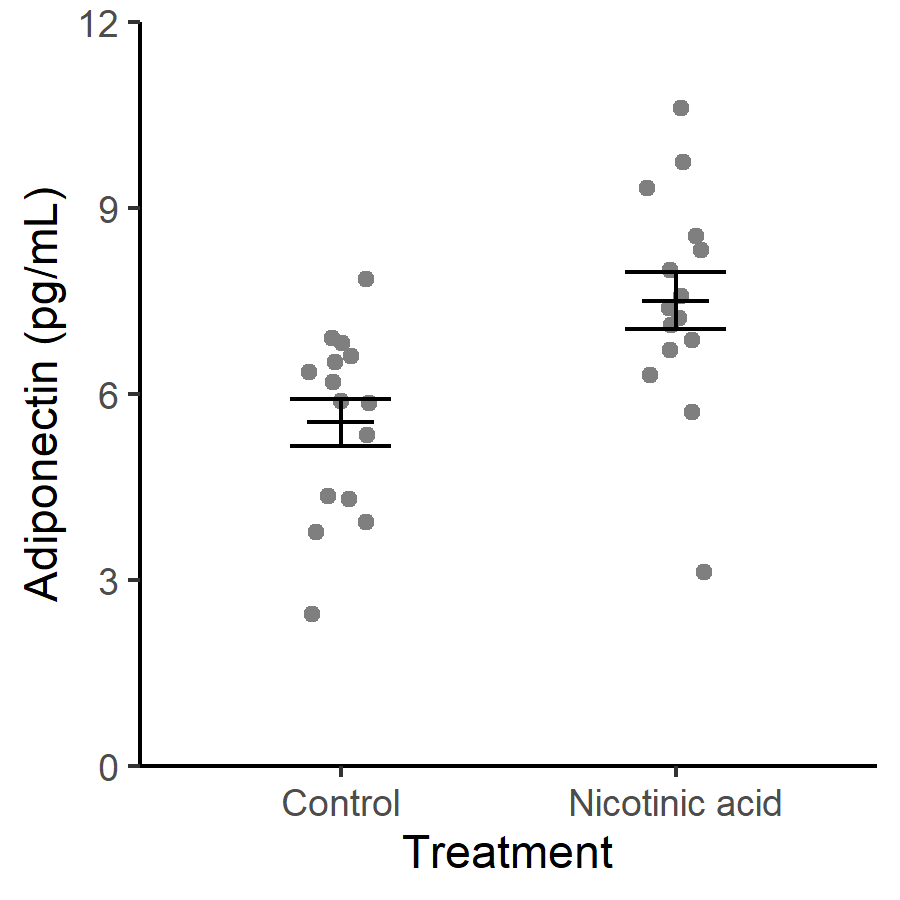 Adiponectin (pg/mL)
12
9
6
3
0
Control
Nicotinic acid
Treatment